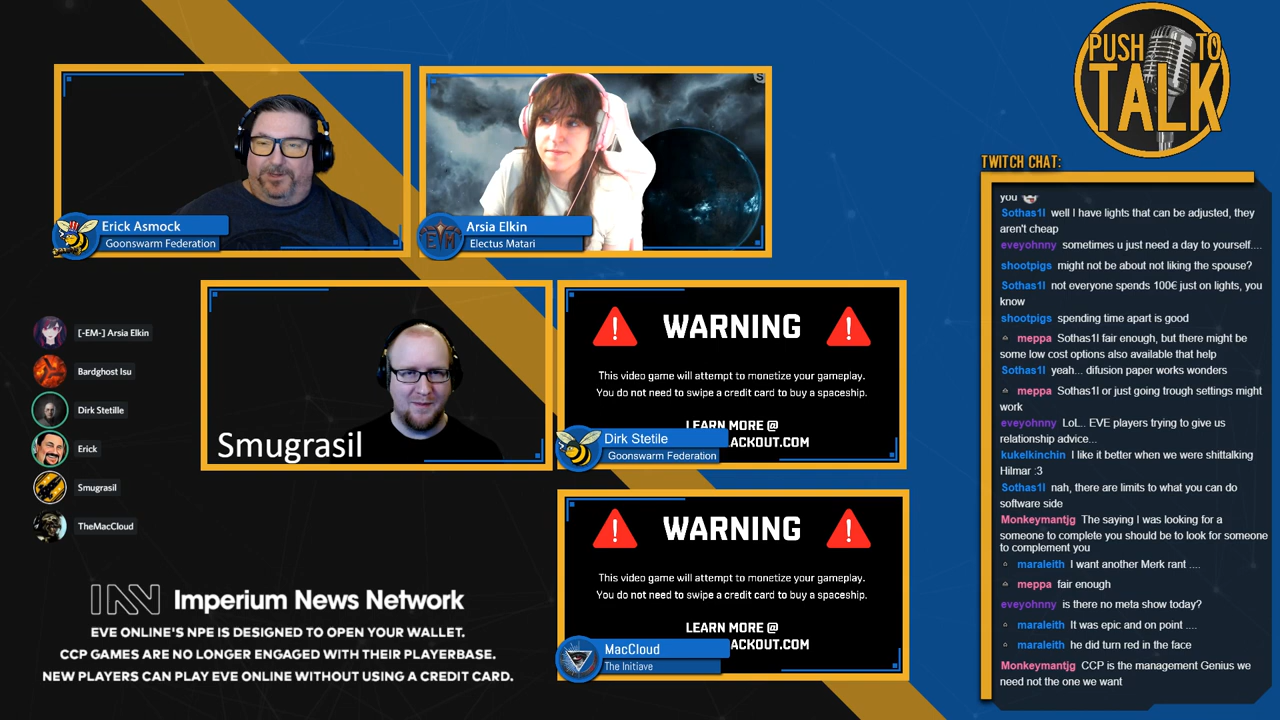 PUSH TO
TALK
TWITCH CHAT:
Erick Asmock
Goonswarm Federation
Arsia Elkin
Electus Matari
EM
S
[-EM-] Arsia Elkin
Bardghost Isu
Dirk Stetille
Erick
Smugrasil
TheMacCloud
Smugrasil
WARNING
This video game will attempt to monetize your gameplay.
You do not need to swipe a credit card to buy a spaceship.
LEARN MORE @
ACKOUT.COM
Dirk Stetile
Goonswarm Federation
WARNING
This video game will attempt to monetize your gameplay.
You do not need to swipe a credit card to buy a spaceship.
LEARN MORE @
ACKOUT.COM
MacCloud
The Initiave
INN Imperium News Network
EVE ONLINE'S NPE IS DESIGNED TO OPEN YOUR WALLET.
CCP GAMES ARE NO LONGER ENGAGED WITH THEIR PLAYERBASE.
NEW PLAYERS CAN PLAY EVE ONLINE WITHOUT USING A CREDIT CARD.
you
Sothas1l well I have lights that can be adjusted, they
aren't cheap
eveyohnny sometimes u just need a day to yourself....
shootpigs might not be about not liking the spouse?
Sothas1l not everyone spends 100€ just on lights, you
know
shootpigs spending time apart is good
meppa Sothas1l fair enough, but there might be
some low cost options also available that help
Sothas1l yeah... difusion paper works wonders
meppa Sothas1l or just going trough settings might
work
eveyohnny LoL.. EVE players trying to give us
relationship advice...
kukelkinchin I like it better when we were shittalking
Hilmar :3
Sothas1l nah, there are limits to what you can do
software side
Monkeymantjg The saying I was looking for a
someone to complete you should be to look for someone
to complement you
maraleith I want another Merk rant ....
meppa fair enough
eveyohnny is there no meta show today?
maraleith It was epic and on point ....
maraleith he did turn red in the face
Monkeymantjg CCP is the management Genius we
need not the one we want